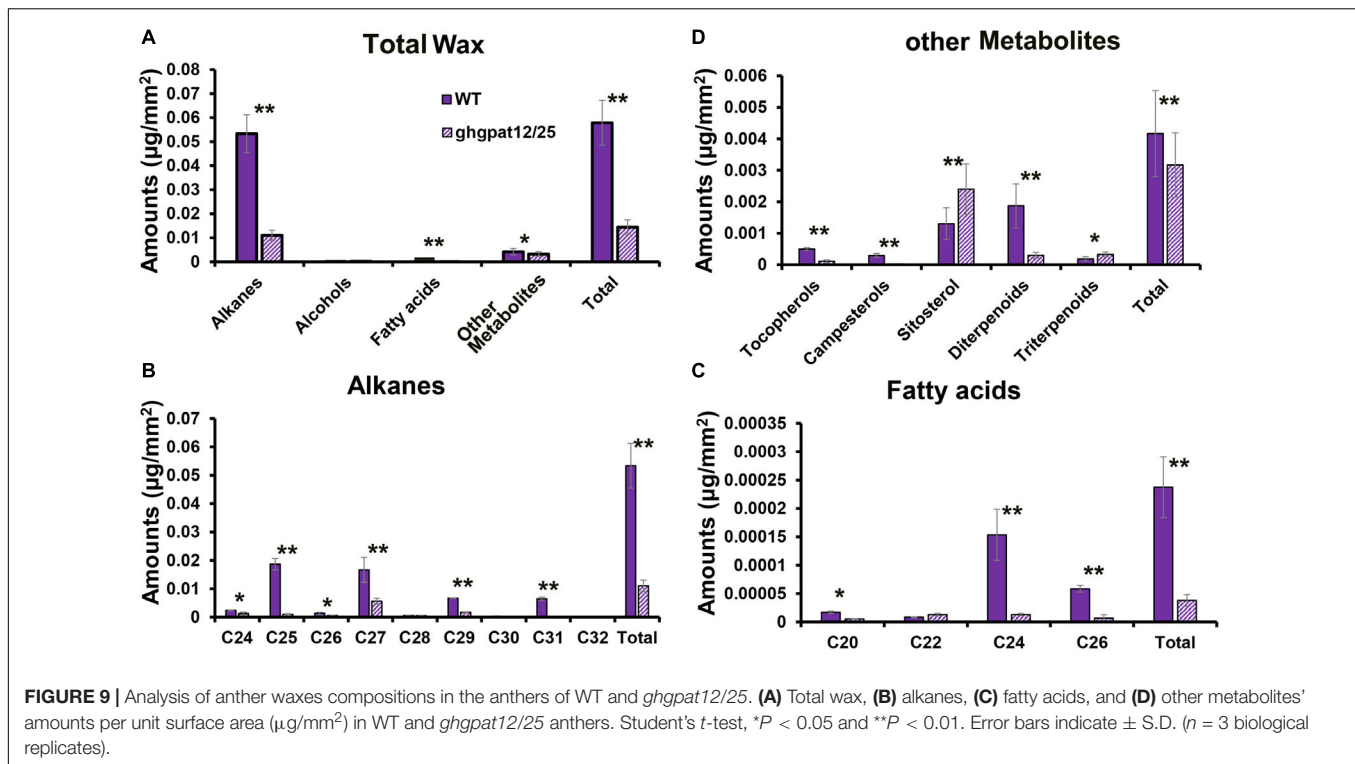 A
Total Wax
Amounts (µg/mm²)
0.08
0.07
0.06
0.05
0.04
0.03
0.02
0.01
0
**
**
*
**
WT
ghgpat12/25
Alkanes
Alcohols
Fatty acids
Other Metabolites
Total
D
other Metabolites
Amounts (µg/mm²)
0.006
0.005
0.004
0.003
0.002
0.001
0
**
**
**
**
*
**
Tocopherols
Campesterols
Sitosterol
Diterpenoids
Triterpenoids
Total
B
Alkanes
Amounts (µg/mm²)
0.07
0.06
0.05
0.04
0.03
0.02
0.01
0
*
**
*
**
**
**
**
C24 C25 C26 C27 C28 C29 C30 C31 C32 Total
C
Fatty acids
Amounts (µg/mm²)
0.00035
0.0003
0.00025
0.0002
0.00015
0.0001
0.00005
0
*
**
**
**
C20 C22 C24 C26 Total
FIGURE 9 | Analysis of anther waxes compositions in the anthers of WT and ghgpat12/25. (A) Total wax, (B) alkanes, (C) fatty acids, and (D) other metabolites'
amounts per unit surface area (µg/mm²) in WT and ghgpat12/25 anthers. Student's t-test, *P < 0.05 and **P < 0.01. Error bars indicate ± S.D. (n = 3 biological
replicates).